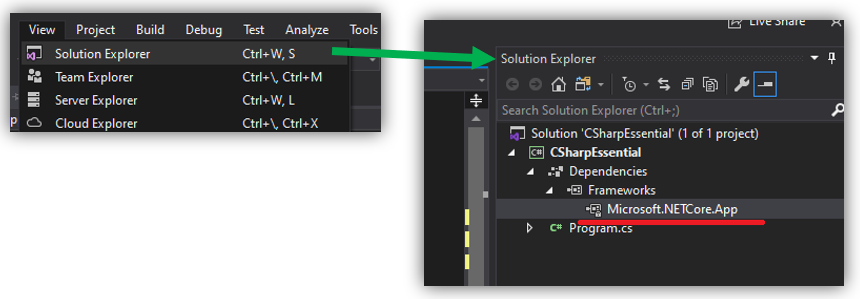 View Project Build Debug Test Analyze Tools
Solution Explorer Ctrl+W, S
Team Explorer Ctrl+\, Ctrl+M
Server Explorer Ctrl+W, L
Cloud Explorer Ctrl+\, Ctrl+X
Live Share
Solution Explorer
Search Solution Explorer (Ctrl+;)
Solution 'CSharpEssential' (1 of 1 project)
C# CSharpEssential
Dependencies
Frameworks
Microsoft.NETCore.App
C# Program.cs